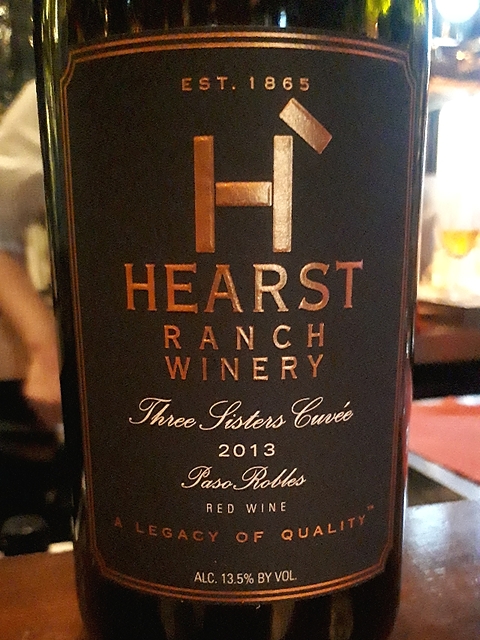 EST. 1865
H
HEARST
RANCH
WINERY
Three Sisters Cuvée
2013
Paso Robles
RED WINE
A LEGACY OF QUALITY™
ALC. 13.5% BY VOL.